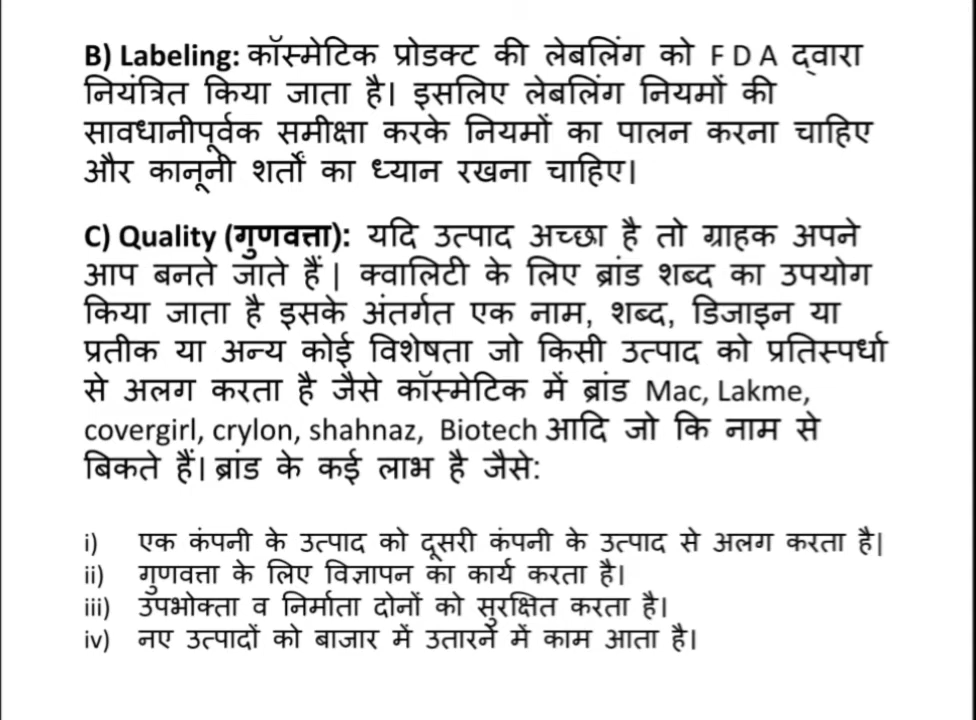 B) Labeling: कॉस्मेटिक प्रोडक्ट की लेबलिंग को F D A द्वारा
नियंत्रित किया जाता है। इसलिए लेबलिंग नियमों की
सावधानीपूर्वक समीक्षा करके नियमों का पालन करना चाहिए
और कानूनी शर्तों का ध्यान रखना चाहिए।
C) Quality (गुणवत्ता): यदि उत्पाद अच्छा है तो ग्राहक अपने
आप बनते जाते हैं| क्वालिटी के लिए ब्रांड शब्द का उपयोग
किया जाता है इसके अंतर्गत एक नाम, शब्द, डिजाइन या
प्रतीक या अन्य कोई विशेषता जो किसी उत्पाद को प्रतिस्पर्धा
से अलग करता है जैसे कॉस्मेटिक में ब्रांड Mac, Lakme,
covergirl, crylon, shahnaz, Biotech आदि जो कि नाम से
बिकते हैं। ब्रांड के कई लाभ है जैसे:
i) एक कंपनी के उत्पाद को दूसरी कंपनी के उत्पाद से अलग करता है।
ii) गुणवत्ता के लिए विज्ञापन का कार्य करता है।
iii) उपभोक्ता व निर्माता दोनों को सुरक्षित करता है।
iv) नए उत्पादों को बाजार में उतारने में काम आता है।